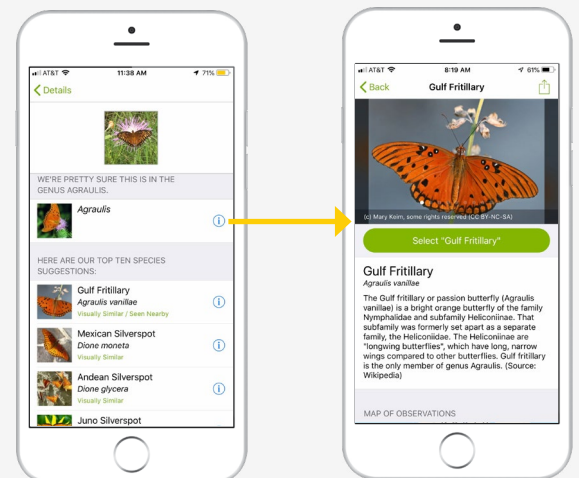 AT&T 11:38 AM 71%
Details
WE'RE PRETTY SURE THIS IS IN THE
GENUS AGRAULIS.
Agraulis
HERE ARE OUR TOP TEN SPECIES
SUGGESTIONS:
Gulf Fritillary
Agraulis vanillae
Visually Similar / Seen Nearby
Mexican Silverspot
Dione moneta
Visually Similar
Andean Silverspot
Dione glycera
Visually Similar
Juno Silverspot
AT&T 8:19 AM 61%
Back Gulf Fritillary
(c) Mary Keim, some rights reserved (CC BY-NC-SA)
Select "Gulf Fritillary"
Gulf Fritillary
Agraulis vanillae
The Gulf fritillary or passion butterfly (Agraulis
vanillae) is a bright orange butterfly of the family
Nymphalidae and subfamily Heliconiinae. That
subfamily was formerly set apart as a separate
family, the Heliconiidae. The Heliconiinae are
"longwing butterflies", which have long, narrow
wings compared to other butterflies. Gulf fritillary
is the only member of genus Agraulis. (Source:
Wikipedia)
MAP OF OBSERVATIONS